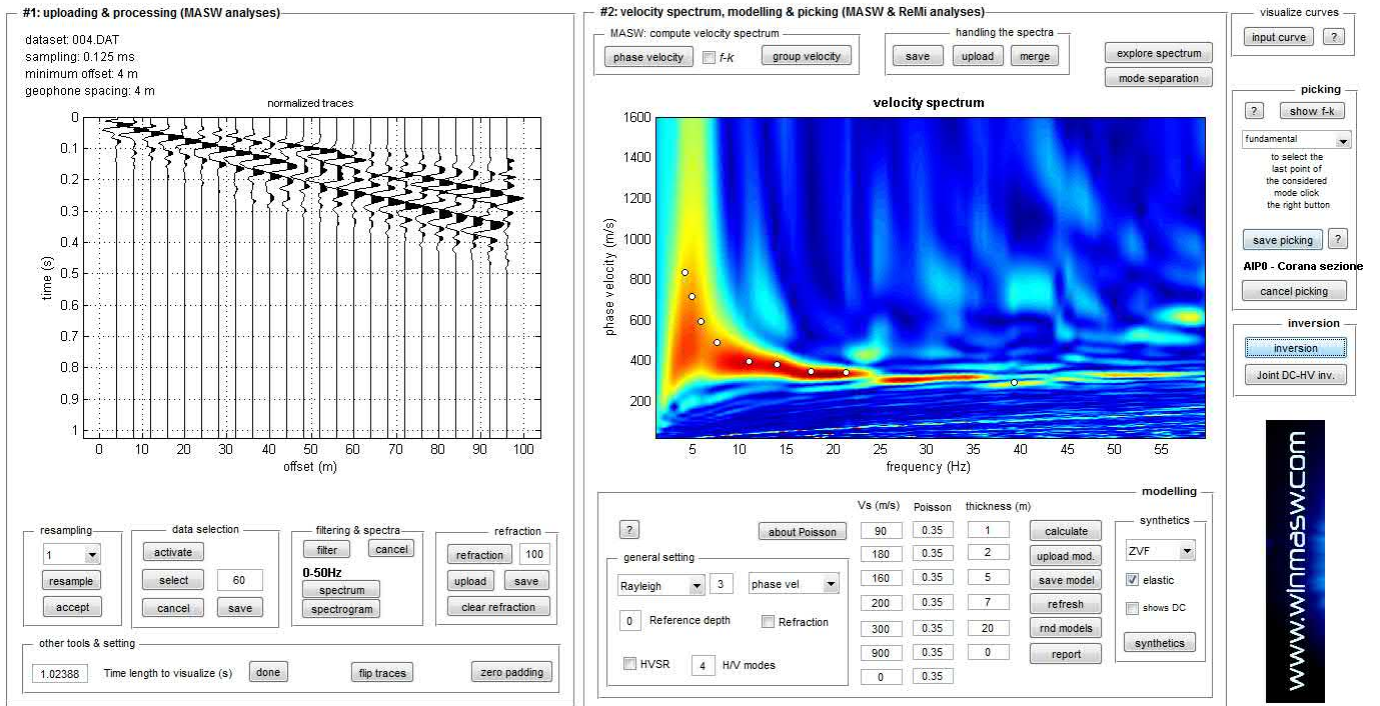 #1: uploading & processing (MASW analyses)
dataset: 004.DAT
sampling: 0.125 ms
minimum offset: 4 m
geophone spacing: 4 m
normalized traces
0
0.1
0.2
0.3
0.4
0.5
0.6
0.7
0.8
0.9
1
time (s)
0 10 20 30 40 50 60 70 80 90 100
offset (m)
resampling
1
resample
accept
data selection
activate
select 60
cancel save
filtering & spectra
filter cancel
0-50Hz
spectrum
spectrogram
refraction
refraction 100
upload save
clear refraction
other tools & setting
1.02388 Time length to visualize (s) done flip traces zero padding
#2: velocity spectrum, modelling & picking (MASW & ReMi analyses)
MASW: compute velocity spectrum
phase velocity f-k group velocity
handling the spectra
save upload merge
explore spectrum
mode separation
velocity spectrum
1600
1400
1200
1000
800
600
400
200
phase velocity (m/s)
5 10 15 20 25 30 35 40 45 50 55
frequency (Hz)
modelling
?
about Poisson
general setting
Rayleigh 3 phase vel
0 Reference depth Refraction
HVSR 4 H/V modes
Vs (m/s) Poisson thickness (m)
90 0.35 1
180 0.35 2
160 0.35 5
200 0.35 7
300 0.35 20
900 0.35 0
0 0.35
calculate
upload mod.
save model
refresh
rnd models
report
synthetics
ZVF
elastic
shows DC
synthetics
visualize curves
input curve ?
picking
? show f-k
fundamental
to select the
last point of
the considered
mode click
the right button
save picking ?
AIP0 - Corana sezione
cancel picking
inversion
inversion
Joint DC-HV inv.
www.winmasw.com